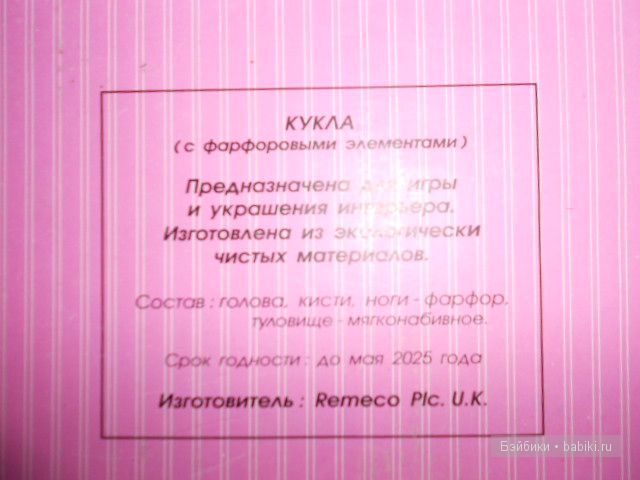 КУКЛА
(с фарфоровыми элементами)
Предназначена для игры
и украшения интерьера.
Изготовлена из экологически
чистых материалов.
Состав: голова, кисти, ноги - фарфор,
туловище - мягконабивное.
Срок годности: до мая 2025 года
Изготовитель: Remeco Plc. U.K.
Бэйбики • babiki.ru